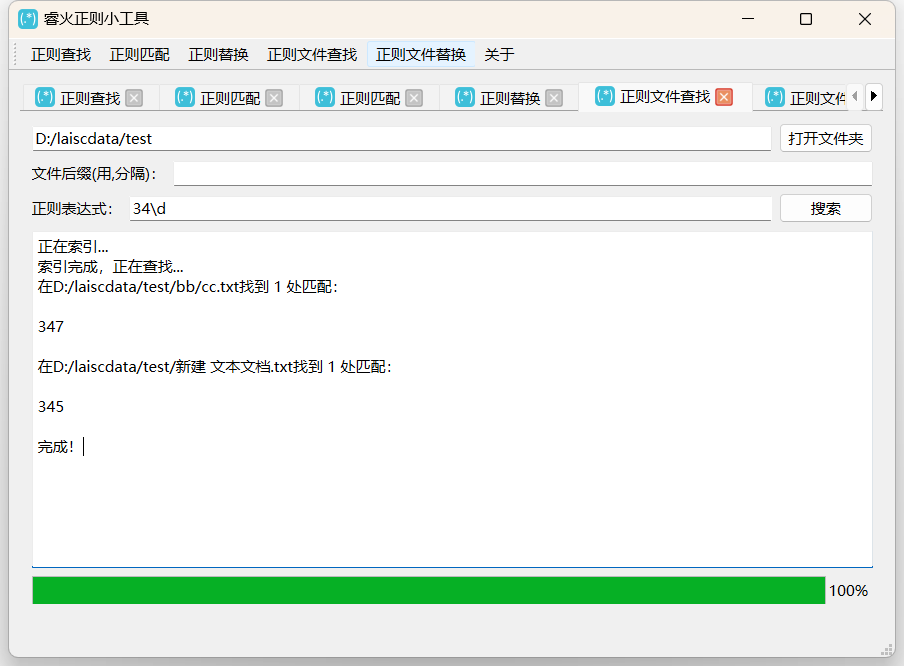 (.*) 睿火正则小工具
正则查找 正则匹配 正则替换 正则文件查找 正则文件替换 关于
(.*) 正则查找 (.*) 正则匹配 (.*) 正则匹配 (.*) 正则替换 (.*) 正则文件查找 (.*) 正则文件
D:/laiscdata/test 打开文件夹
文件后缀(用,分隔)：
正则表达式： 34\d 搜索
正在索引...
索引完成，正在查找...
在D:/laiscdata/test/bb/cc.txt找到 1 处匹配：
347
在D:/laiscdata/test/新建 文本文档.txt找到 1 处匹配：
345
完成！
100%